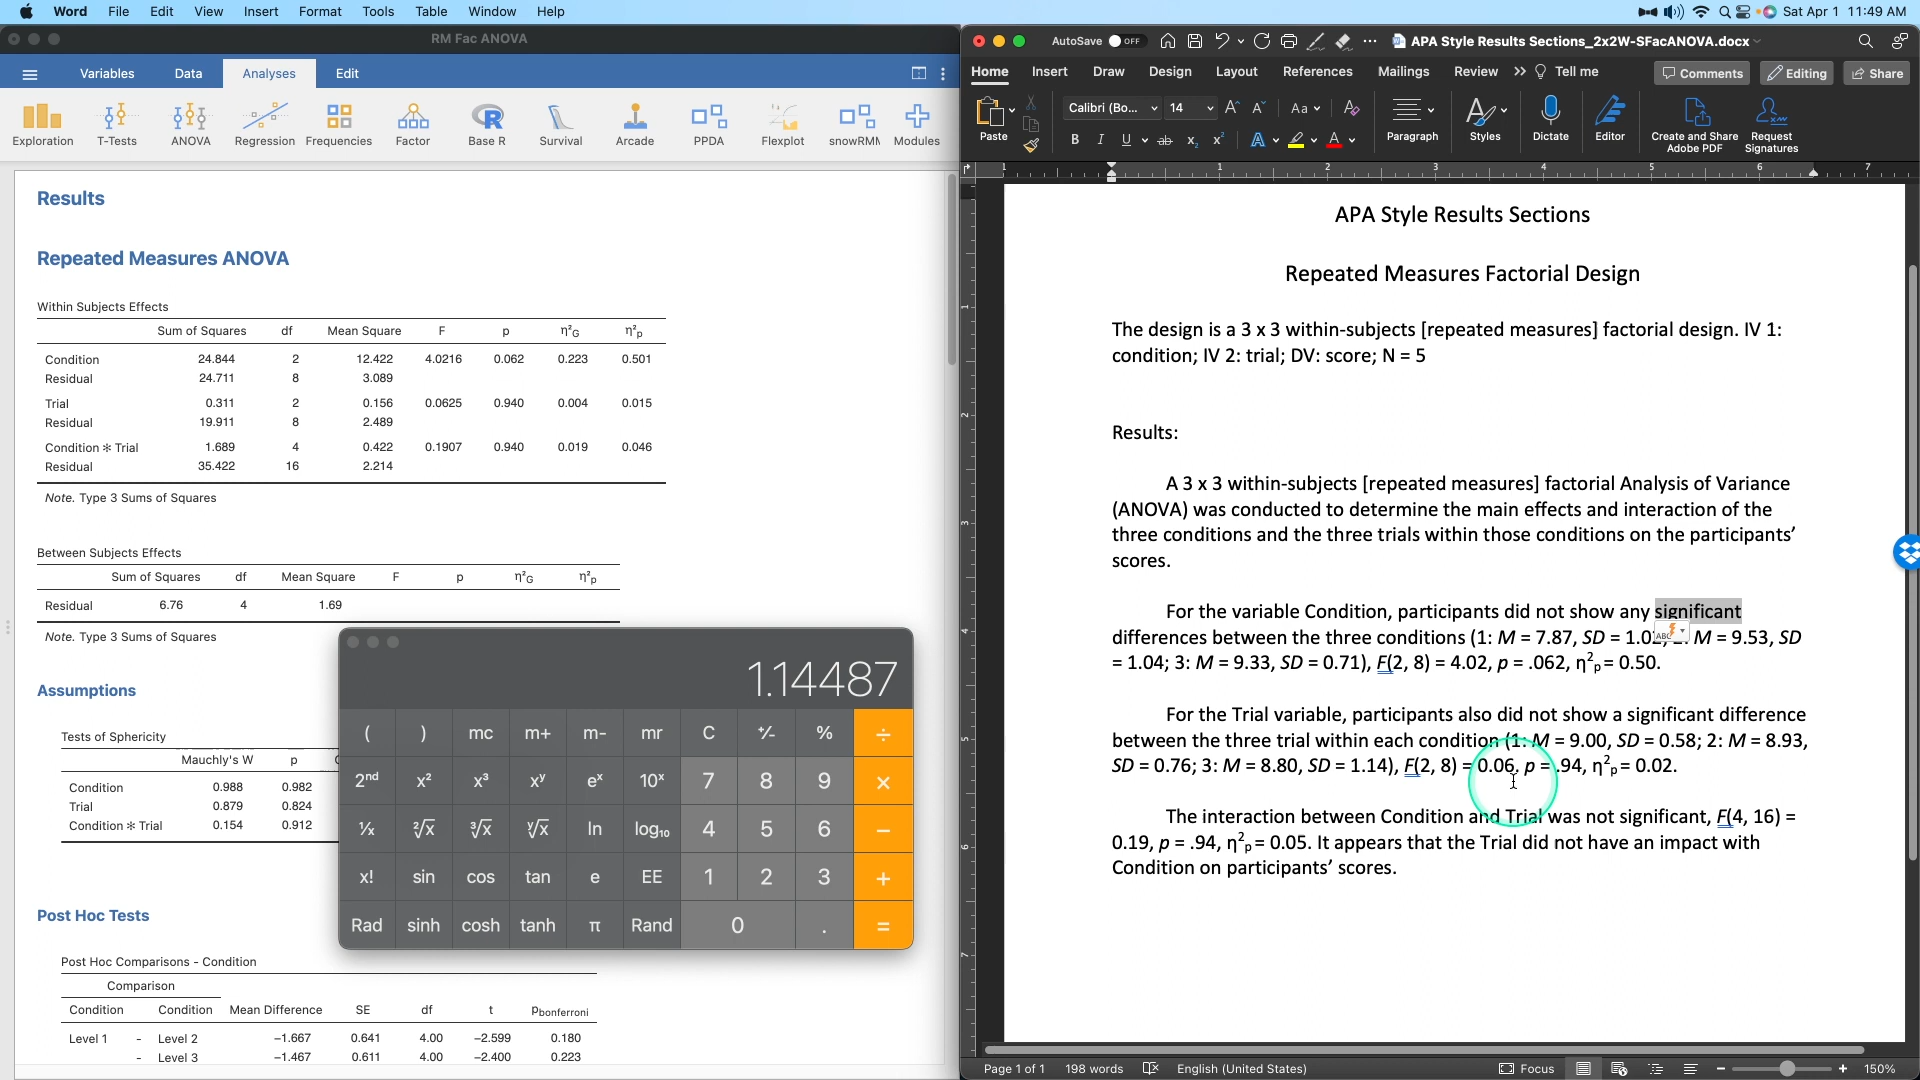 Word File Edit View Insert Format Tools Table Window Help Sat Apr 1 11:49 AM
RM Fac ANOVA
Variables Data Analyses Edit
Exploration T-Tests ANOVA Regression Frequencies Factor Base R Survival Arcade PPDA Flexplot snowRMM Modules
Results
Repeated Measures ANOVA
Within Subjects Effects
Sum of Squares df Mean Square F p η²G η²p
Condition 24.844 2 12.422 4.0216 0.062 0.223 0.501
Residual 24.711 8 3.089
Trial 0.311 2 0.156 0.0625 0.940 0.004 0.015
Residual 19.911 8 2.489
Condition ✻ Trial 1.689 4 0.422 0.1907 0.940 0.019 0.046
Residual 35.422 16 2.214
Note. Type 3 Sums of Squares
Between Subjects Effects
Sum of Squares df Mean Square F p η²G η²p
Residual 6.76 4 1.69
Note. Type 3 Sums of Squares
Assumptions
Tests of Sphericity
Mauchly's W p
Condition 0.988 0.982
Trial 0.879 0.824
Condition ✻ Trial 0.154 0.912
Post Hoc Tests
Post Hoc Comparisons - Condition
Comparison
Condition Condition Mean Difference SE df t pbonferroni
Level 1 - Level 2 -1.667 0.641 4.00 -2.599 0.180
- Level 3 -1.467 0.611 4.00 -2.400 0.223
1.14487
( ) mc m+ m- mr C +⁄- % ÷
2nd x² x³ xʸ eˣ 10ˣ 7 8 9 ×
¹⁄x ²√x ³√x ʸ√x ln log₁₀ 4 5 6 −
x! sin cos tan e EE 1 2 3 +
Rad sinh cosh tanh π Rand 0 . =
AutoSave OFF ... APA Style Results Sections_2x2W-SFacANOVA.docx
Home Insert Draw Design Layout References Mailings Review >> Tell me Comments Editing Share
Paste Calibri (Bo... 14 A A Aa A
B I U ab x₂ x² A A
Paragraph Styles Dictate Editor Create and Share Adobe PDF Request Signatures
1 1 2 3 4 5 6 7
1
2
3
4
5
6
7
APA Style Results Sections
Repeated Measures Factorial Design
The design is a 3 x 3 within-subjects [repeated measures] factorial design. IV 1:
condition; IV 2: trial; DV: score; N = 5
Results:
A 3 x 3 within-subjects [repeated measures] factorial Analysis of Variance
(ANOVA) was conducted to determine the main effects and interaction of the
three conditions and the three trials within those conditions on the participants’
scores.
For the variable Condition, participants did not show any significant
differences between the three conditions (1: M = 7.87, SD = 1.02, M = 9.53, SD
= 1.04; 3: M = 9.33, SD = 0.71), F(2, 8) = 4.02, p = .062, η²p = 0.50.
For the Trial variable, participants also did not show a significant difference
between the three trial within each condition (1: M = 9.00, SD = 0.58; 2: M = 8.93,
SD = 0.76; 3: M = 8.80, SD = 1.14), F(2, 8) = 0.06, p = .94, η²p = 0.02.
The interaction between Condition and Trial was not significant, F(4, 16) =
0.19, p = .94, η²p = 0.05. It appears that the Trial did not have an impact with
Condition on participants’ scores.
Page 1 of 1 198 words English (United States) Focus − + 150%